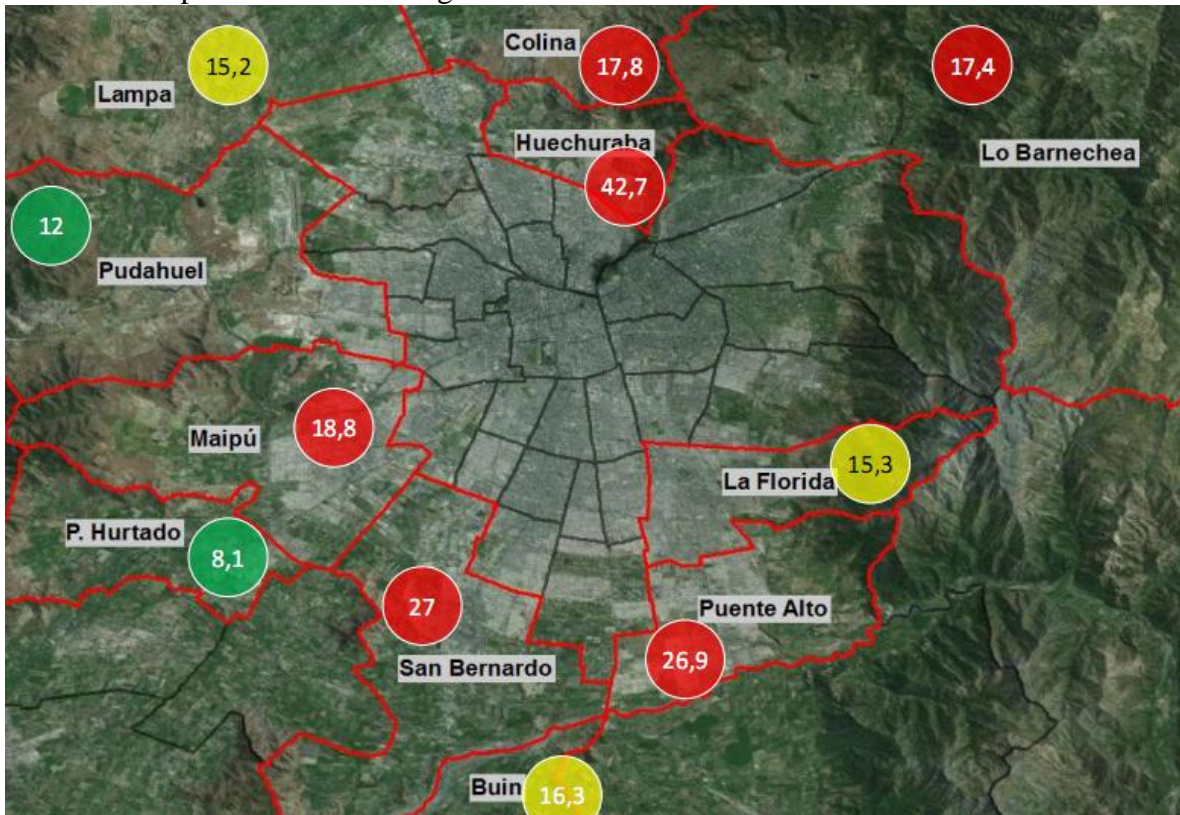 Colina
17,8
17,4
15,2
Lampa
Huechuraba
42,7
Lo Barnechea
12
Pudahuel
18,8
Maipú
15,3
La Florida
P. Hurtado
8,1
27
San Bernardo
Puente Alto
26,9
Buin
16,3